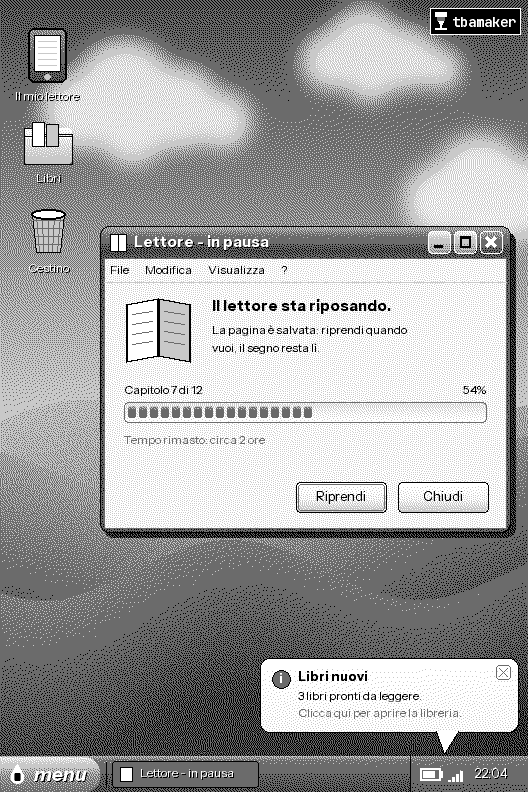 tbamaker
Il mio lettore
Libri
Cestino
Lettore - in pausa
File Modifica Visualizza ?
Il lettore sta riposando.
La pagina è salvata: riprendi quando
vuoi, il segno resta lì.
Capitolo 7 di 12 54%
Tempo rimasto: circa 2 ore
Riprendi Chiudi
Libri nuovi
3 libri pronti da leggere.
Clicca qui per aprire la libreria.
menu Lettore - in pausa 22:04